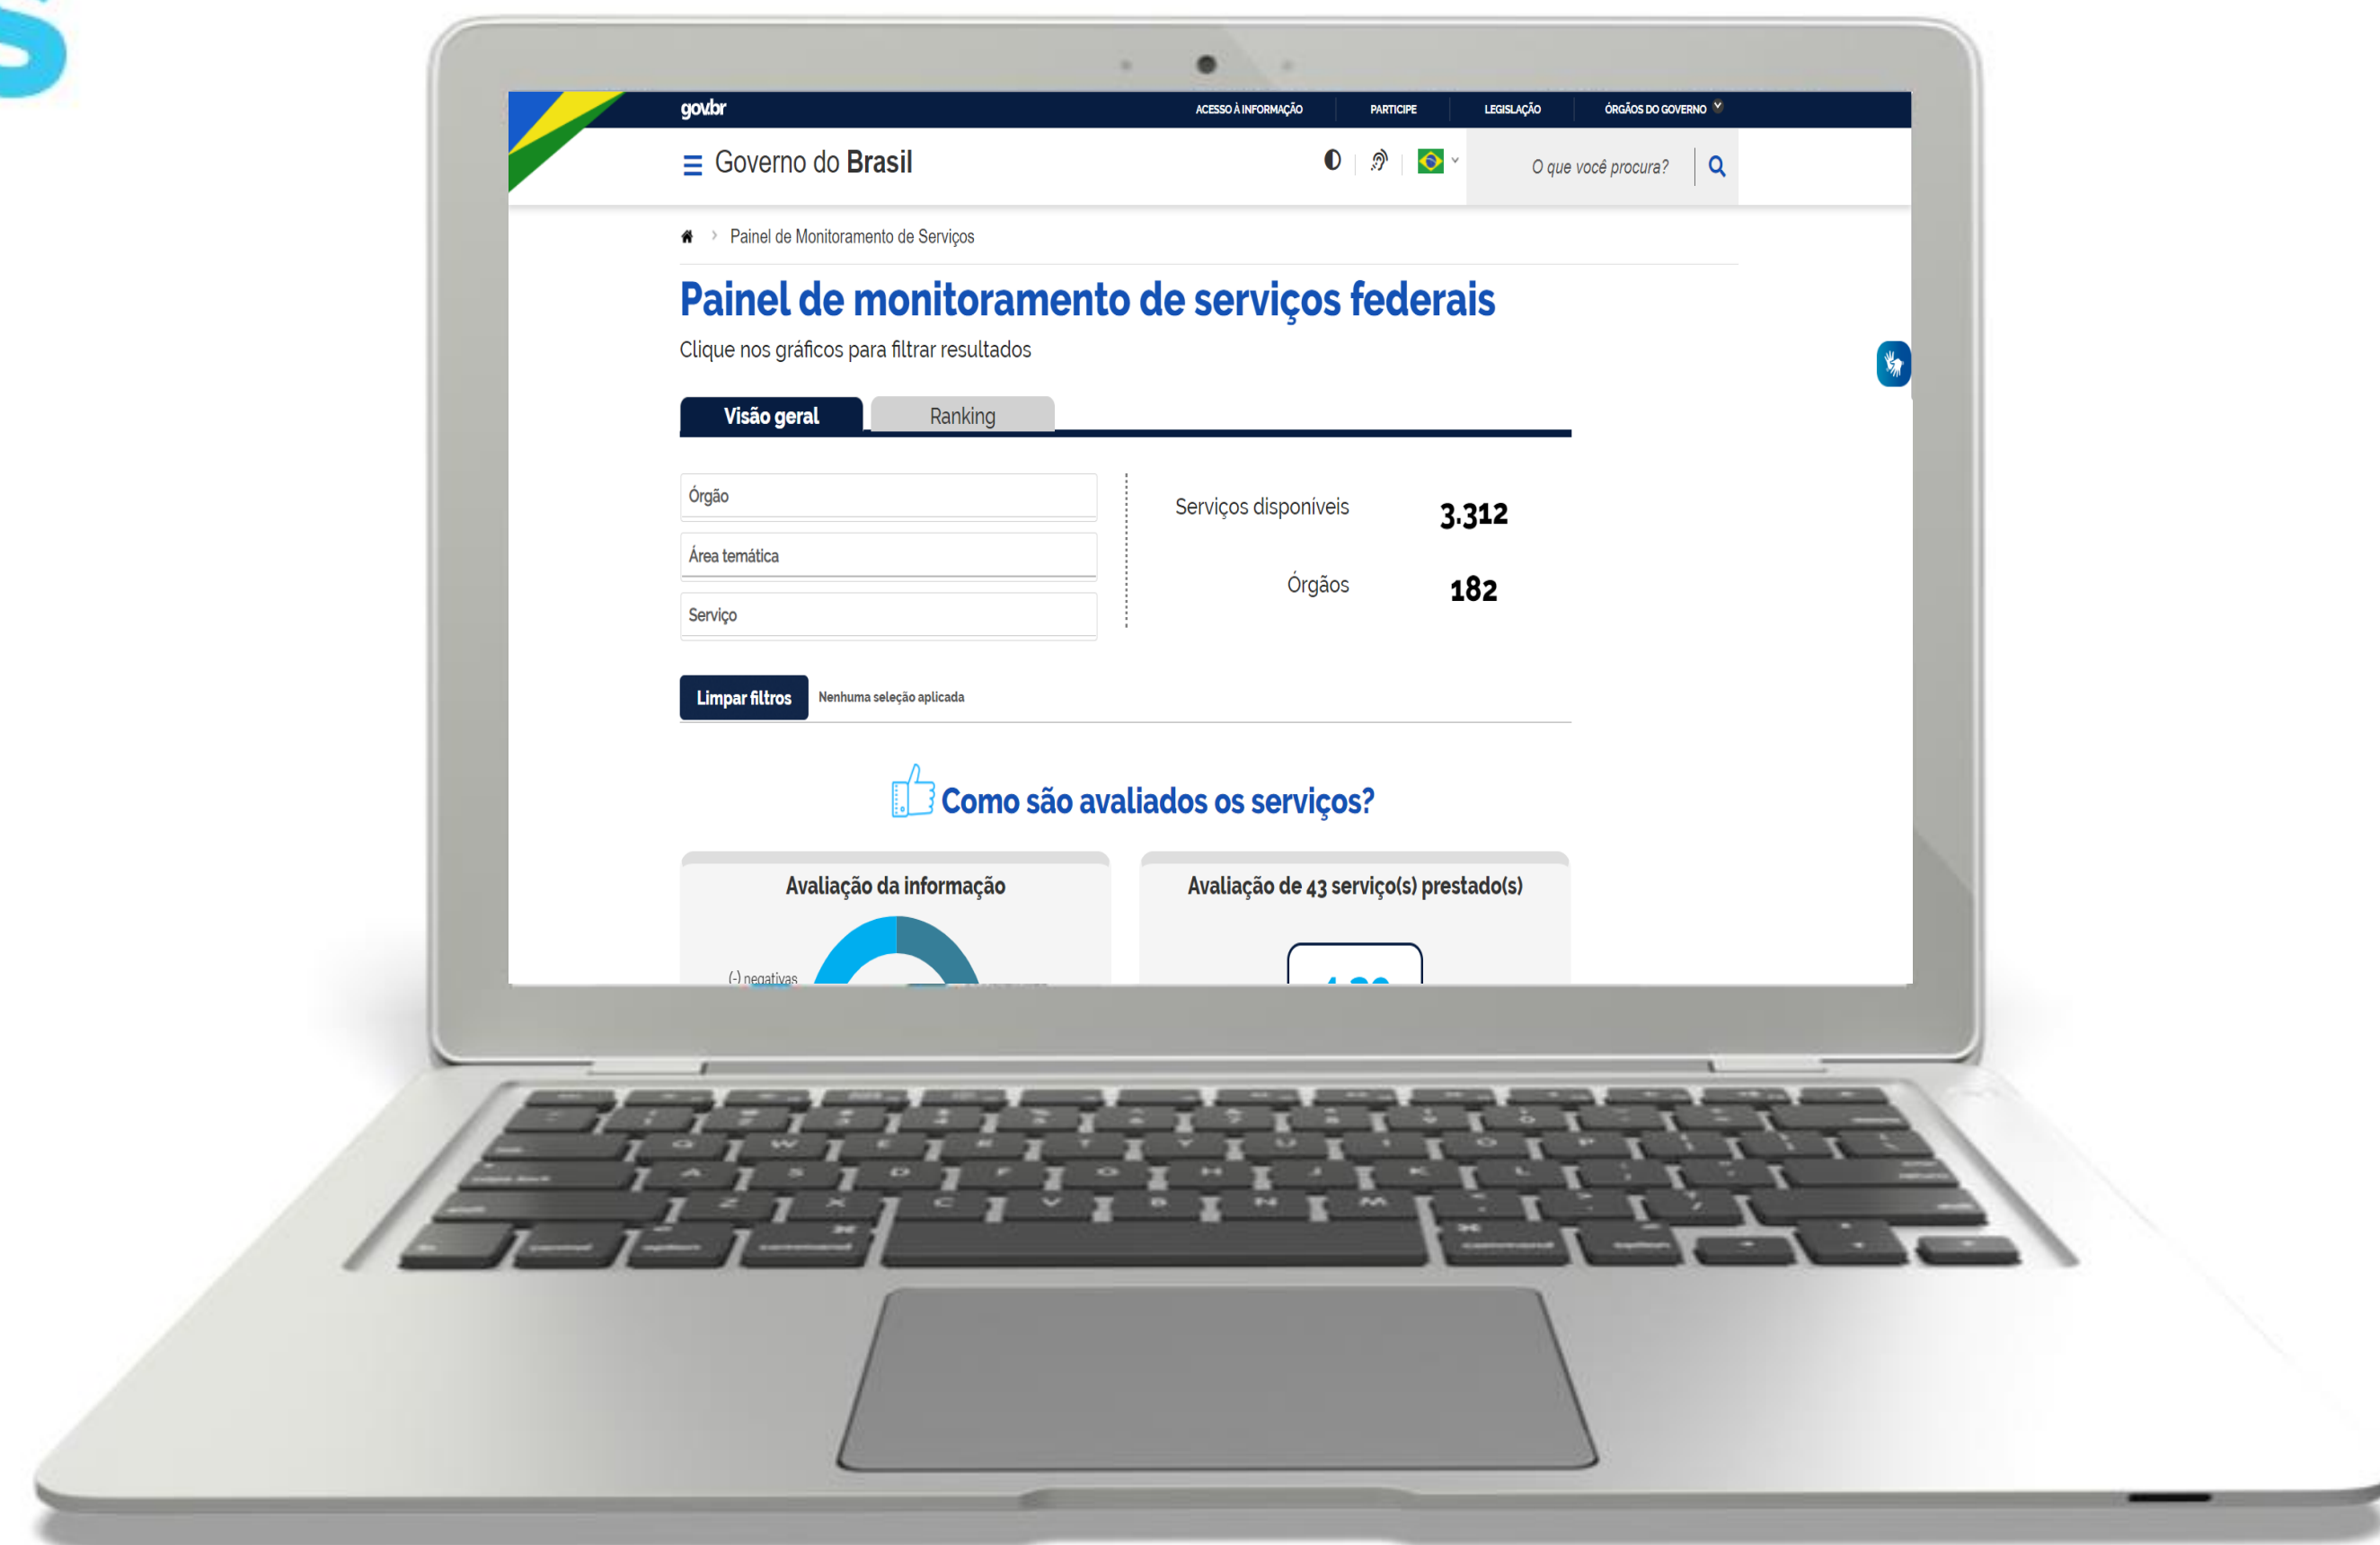 s
gov.br
ACESSO À INFORMAÇÃO
PARTICIPE
LEGISLAÇÃO
ÓRGÃOS DO GOVERNO
Governo do Brasil
O que você procura?
Painel de Monitoramento de Serviços
Painel de monitoramento de serviços federais
Clique nos gráficos para filtrar resultados
Visão geral
Ranking
Órgão
Área temática
Serviço
Serviços disponíveis
3.312
Órgãos
182
Limpar filtros
Nenhuma seleção aplicada
Como são avaliados os serviços?
Avaliação da informação
Avaliação de 43 serviço(s) prestado(s)
(-) negativas
Q W E R T Y U I O P
A S D F G H J K L
Z X C V B N M
command
option